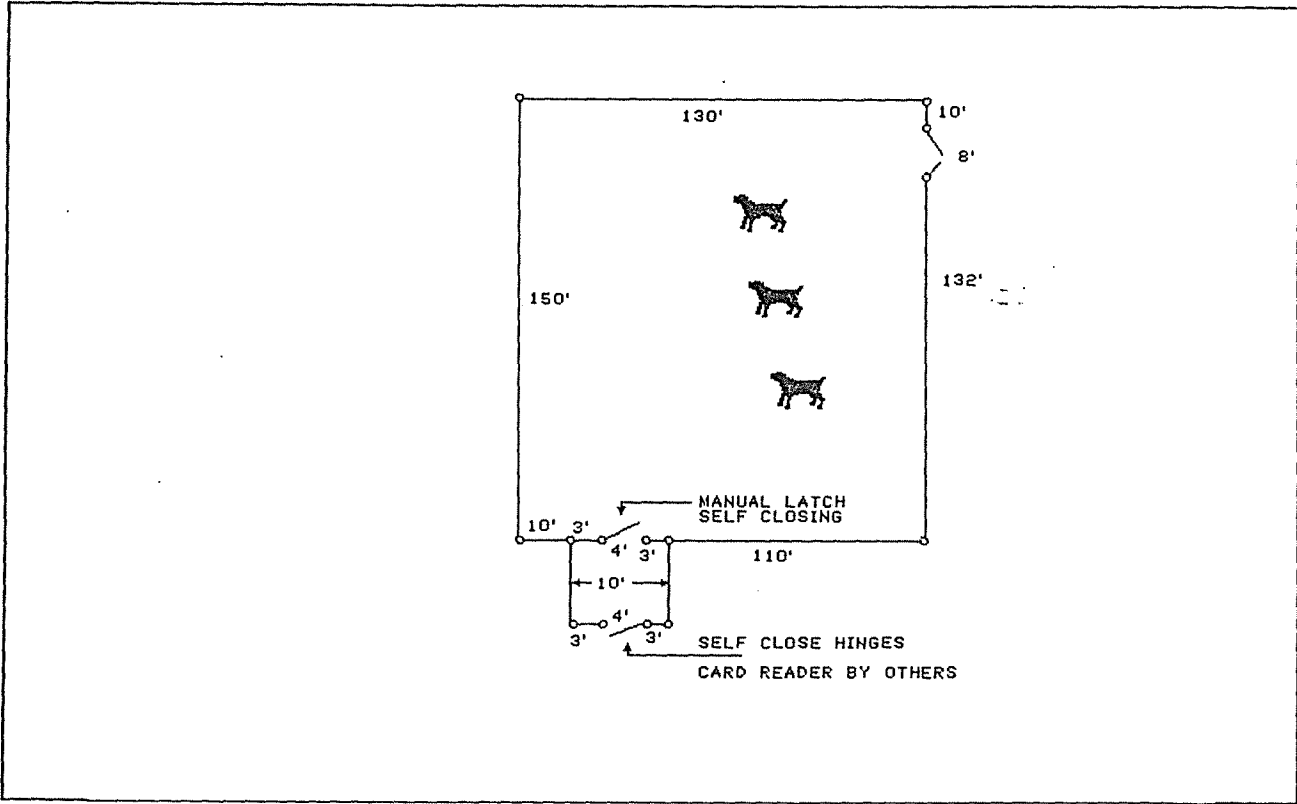 130'
10'
8'
150'
132'
MANUAL LATCH
SELF CLOSING
10' 3' 4' 3' 110'
10'
3' 4' 3'
SELF CLOSE HINGES
CARD READER BY OTHERS